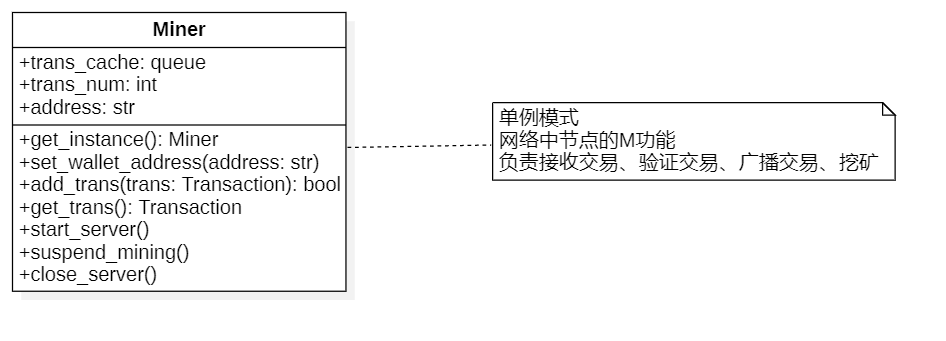 Miner
+trans_cache: queue
+trans_num: int
+address: str
+get_instance(): Miner
+set_wallet_address(address: str)
+add_trans(trans: Transaction): bool
+get_trans(): Transaction
+start_server()
+suspend_mining()
+close_server()
单例模式
网络中节点的M功能
负责接收交易、验证交易、广播交易、挖矿